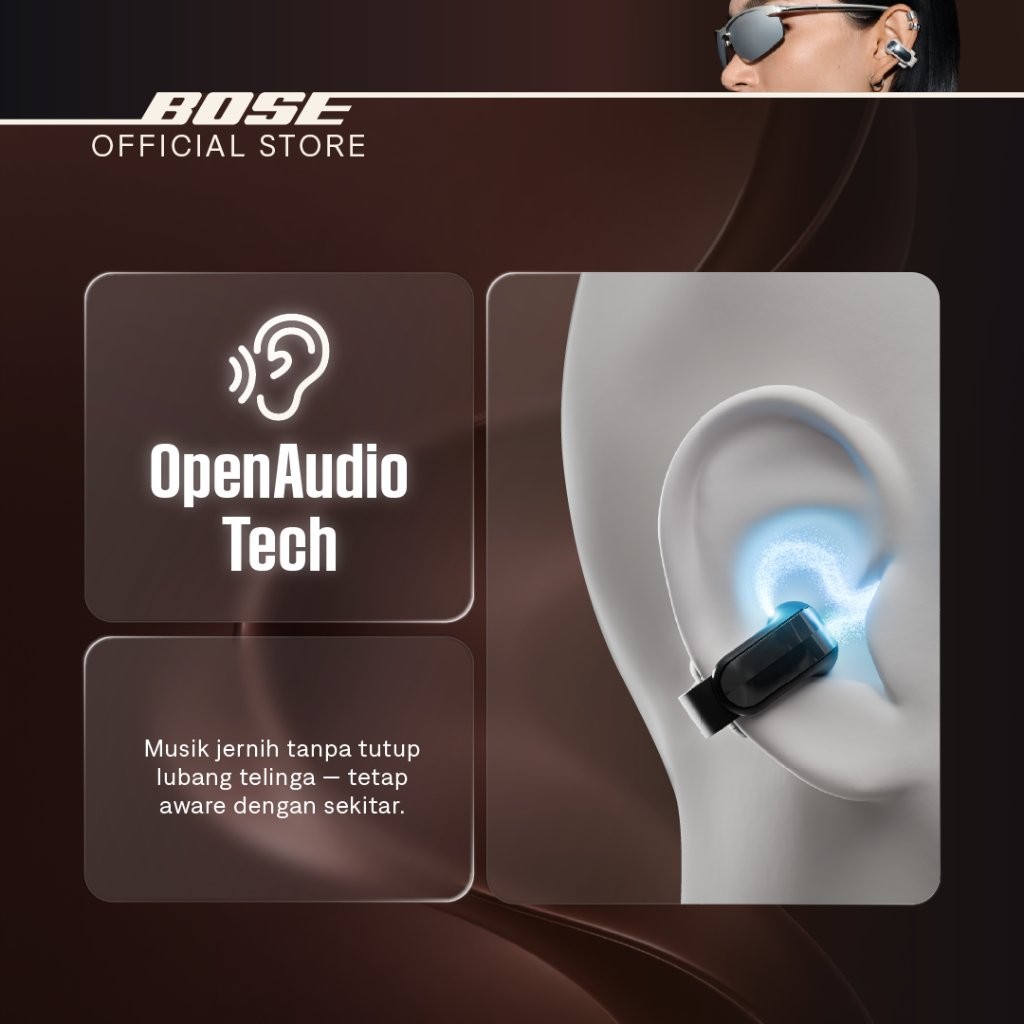 BOSE
OFFICIAL STORE
OpenAudio
Tech
Musik jernih tanpa tutup
lubang telinga — tetap
aware dengan sekitar.